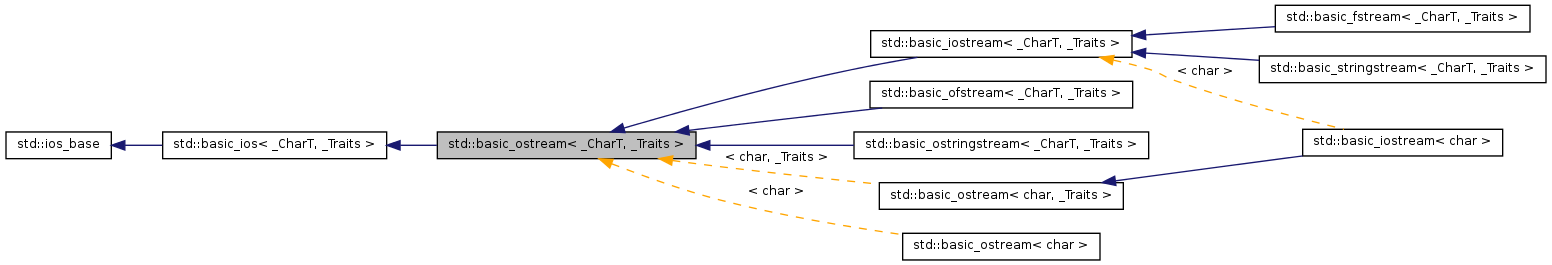 std::basic_fstream< _CharT, _Traits >
std::basic_iostream< _CharT, _Traits >
std::basic_stringstream< _CharT, _Traits >
< char >
std::basic_ofstream< _CharT, _Traits >
std::ios_base
std::basic_ios< _CharT, _Traits >
std::basic_ostream< _CharT, _Traits >
std::basic_ostringstream< _CharT, _Traits >
std::basic_iostream< char >
< char, _Traits >
< char >
std::basic_ostream< char, _Traits >
std::basic_ostream< char >